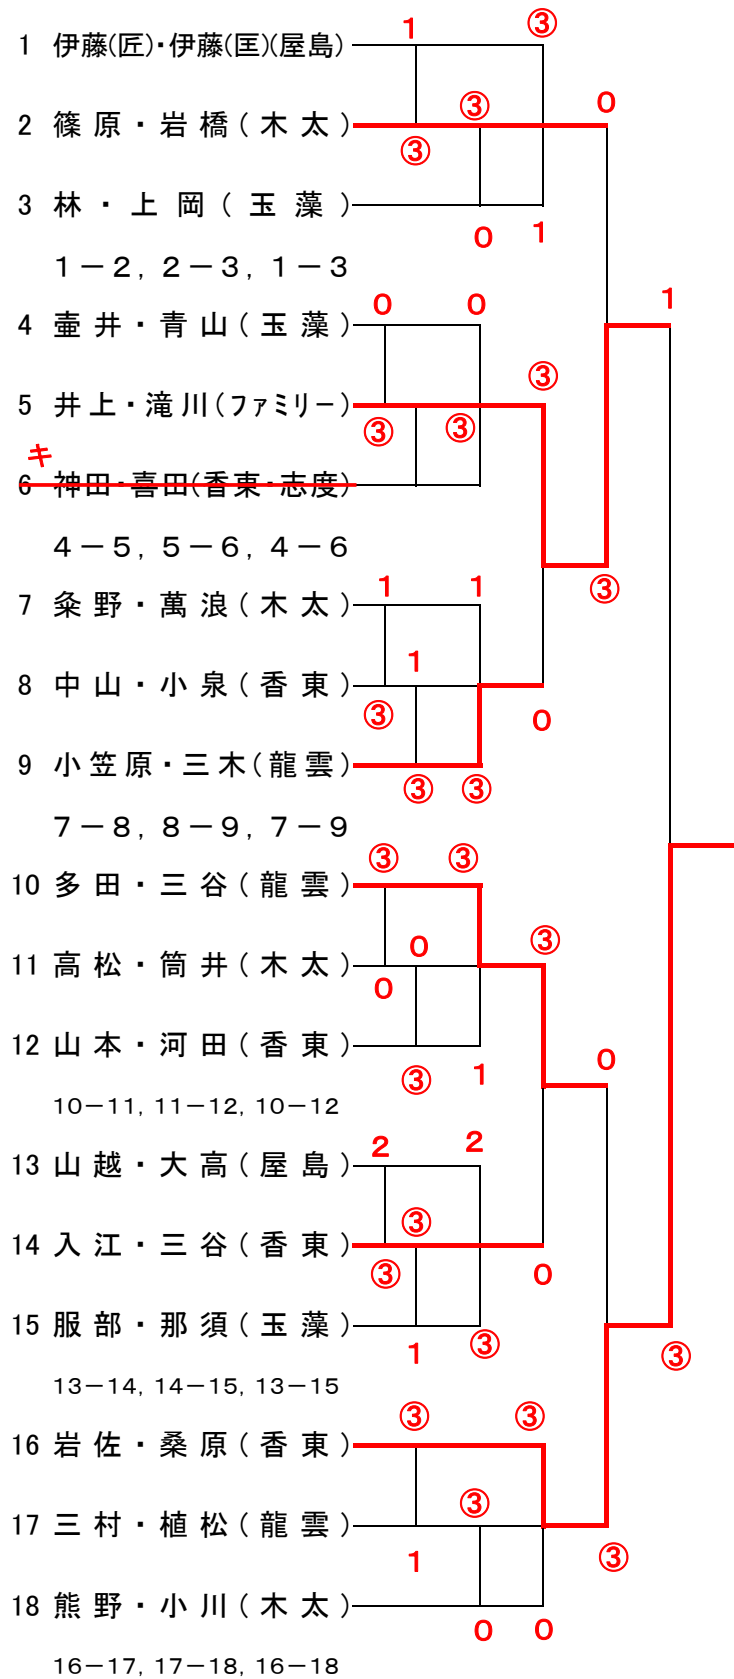 1 ③
1 伊藤(匠)・伊藤(匡)(屋島)
③ 0
2 篠原・岩橋(木太)
③
3 林・上岡(玉藻)
0 1
1－2, 2－3, 1－3
0 0 1
4 壷井・青山(玉藻)
③
5 井上・滝川(ファミリー)
③ ③
キ
6 神田・喜田(香東・志度)
4－5, 5－6, 4－6
1 1 ③
7 粂野・萬浪(木太)
1
8 中山・小泉(香東)
③ 0
9 小笠原・三木(龍雲)
③ ③
7－8, 8－9, 7－9
③ ③
10 多田・三谷(龍雲)
0 ③
11 高松・筒井(木太)
0
12 山本・河田(香東)
③ 1 0
10－11, 11－12, 10－12
2 2
13 山越・大高(屋島)
③
14 入江・三谷(香東)
③ 0
15 服部・那須(玉藻)
1 ③ ③
13－14, 14－15, 13－15
③ ③
16 岩佐・桑原(香東)
③
17 三村・植松(龍雲)
1 ③
18 熊野・小川(木太)
0 0
16－17, 17－18, 16－18